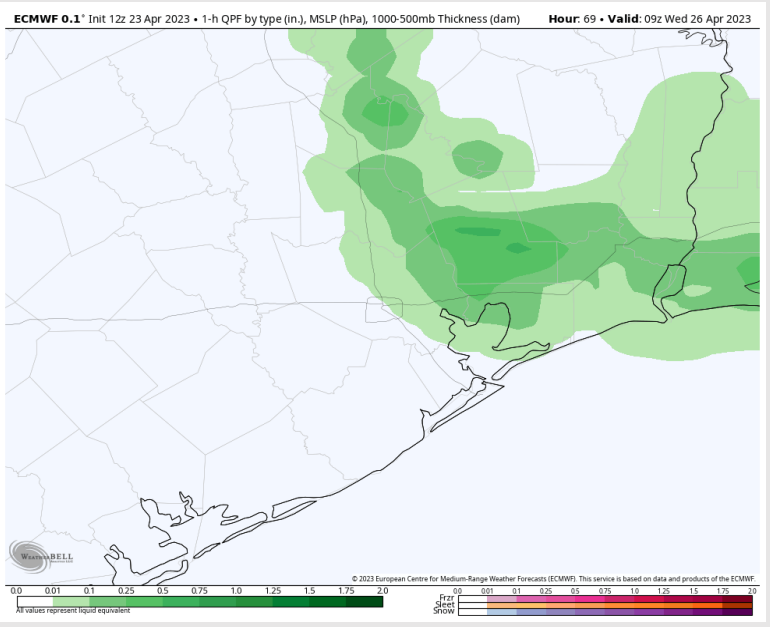 ECMWF 0.1° Init 12z 23 Apr 2023 • 1-h QPF by type (in.), MSLP (hPa), 1000-500mb Thickness (dam) Hour: 69 • Valid: 09z Wed 26 Apr 2023
WEATHERBELL
© 2023 European Centre for Medium-Range Weather Forecasts (ECMWF). This service is based on data and products of the ECMWF.
0.0 0.01 0.1 0.25 0.5 0.75 1.0 1.25 1.5 1.75 2.0
All values represent liquid equivalent
0.0 0.01 0.1 0.25 0.5 0.75 1.0 1.25 1.5 1.75 2.0
Frzr
Sleet
Snow